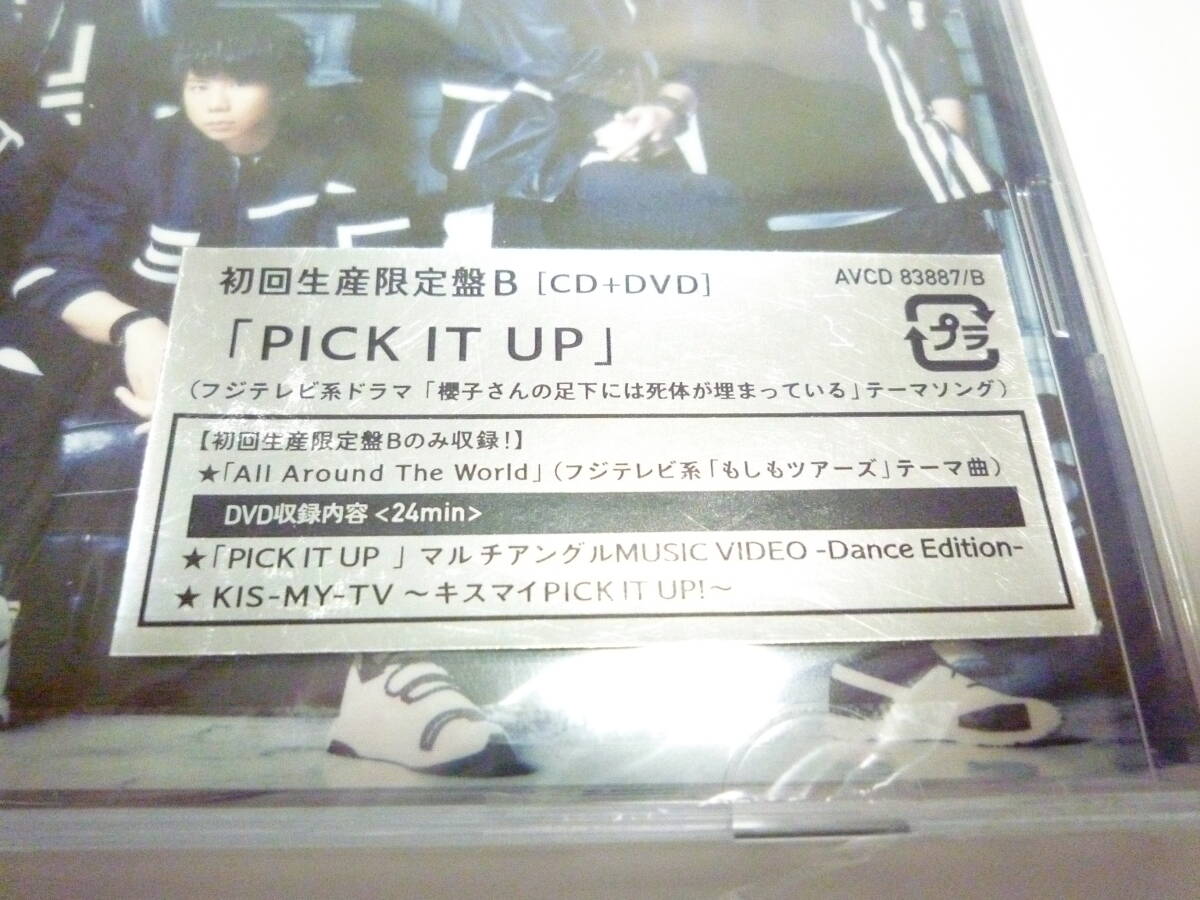 初回生産限定盤B [CD+DVD]
AVCD 83887/B
「PICK IT UP」
プラ
(フジテレビ系ドラマ「櫻子さんの足下には死体が埋まっている」テーマソング)
【初回生産限定盤Bのみ収録!】
★「All Around The World」(フジテレビ系「もしもツアーズ」テーマ曲)
DVD収録内容 <24min>
★「PICK IT UP 」マルチアングルMUSIC VIDEO -Dance Edition-
★ KIS-MY-TV ～キスマイPICK IT UP!～